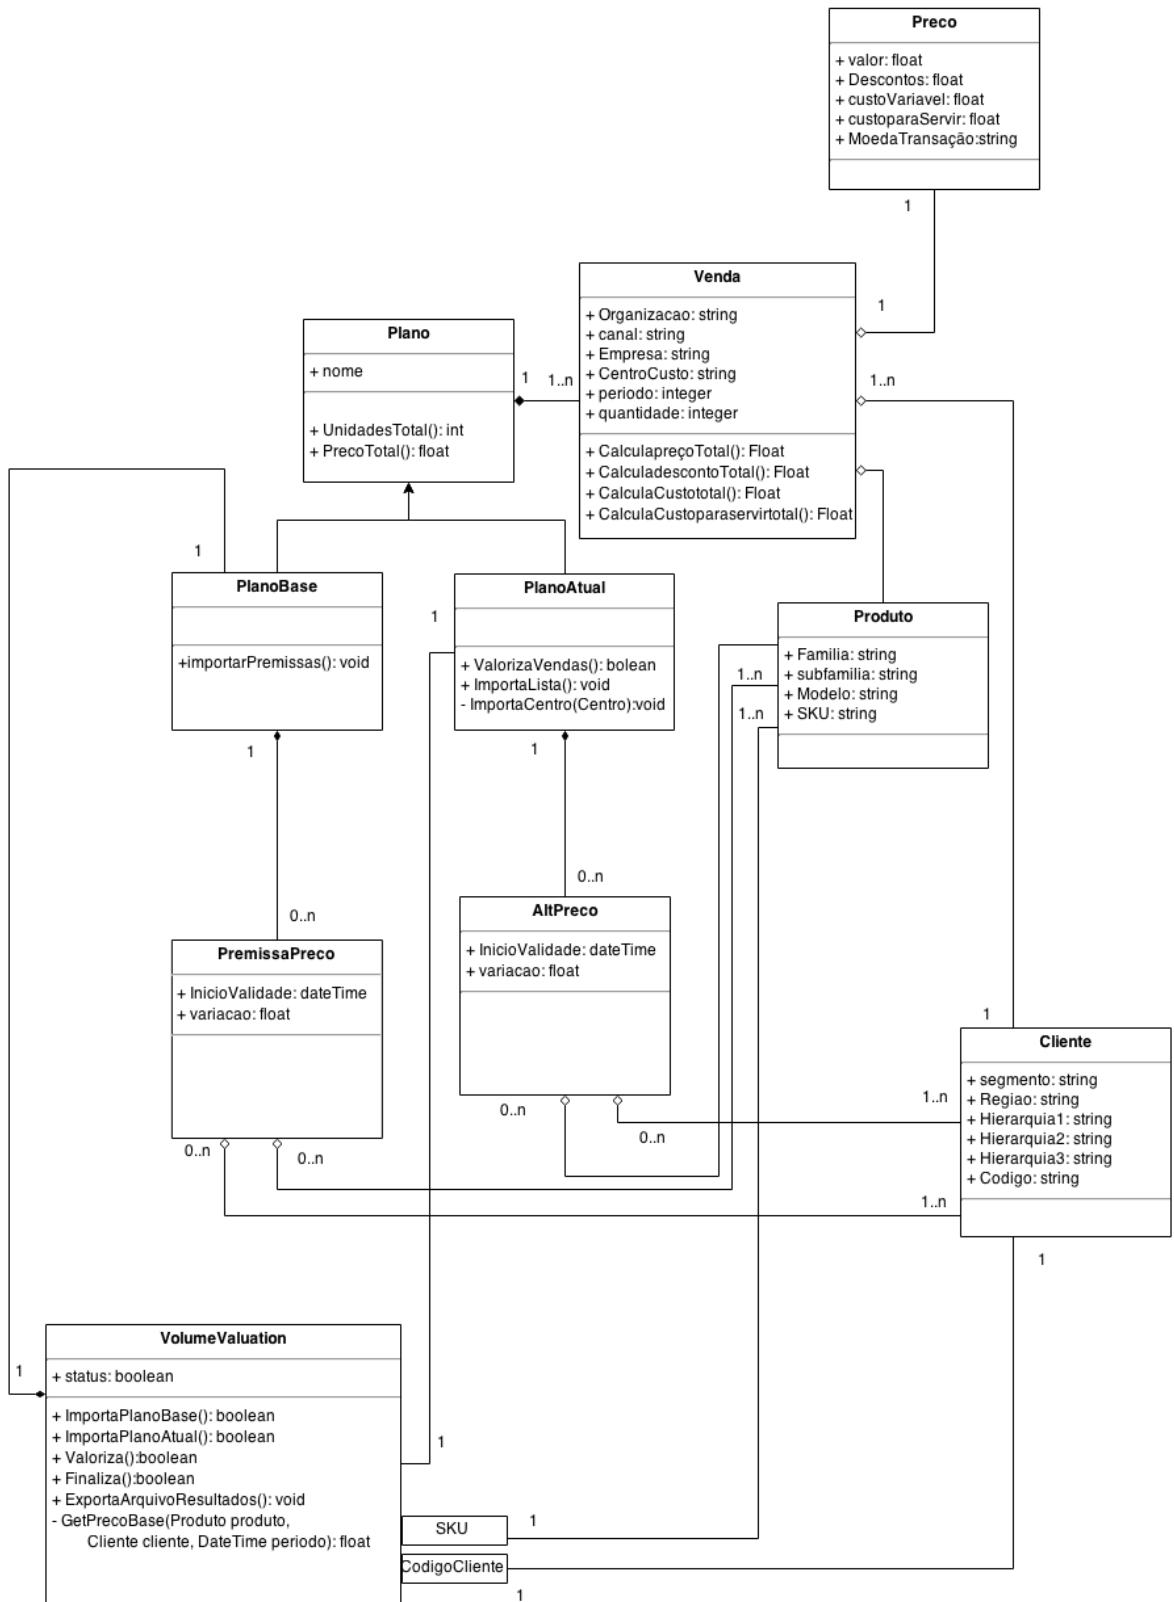 Preco
+ valor: float
+ Descontos: float
+ custoVariavel: float
+ custoparaServir: float
+ MoedaTransação:string
1
Venda
+ Organizacao: string
+ canal: string
+ Empresa: string
+ CentroCusto: string
+ periodo: integer
+ quantidade: integer
+ CalculapreçoTotal(): Float
+ CalculadescontoTotal(): Float
+ CalculaCustototal(): Float
+ CalculaCustoparaservirtotal(): Float
1
1..n
Plano
+ nome
+ UnidadesTotal(): int
+ PrecoTotal(): float
1
1..n
1
PlanoBase
+importarPremissas(): void
1
PlanoAtual
+ ValorizaVendas(): bolean
+ ImportaLista(): void
- ImportaCentro(Centro):void
1
1
Produto
+ Familia: string
+ subfamilia: string
+ Modelo: string
+ SKU: string
1..n
1..n
0..n
0..n
AltPreco
+ InicioValidade: dateTime
+ variacao: float
0..n
0..n
PremissaPreco
+ InicioValidade: dateTime
+ variacao: float
0..n
0..n
1
Cliente
+ segmento: string
+ Regiao: string
+ Hierarquia1: string
+ Hierarquia2: string
+ Hierarquia3: string
+ Codigo: string
1..n
1..n
1
VolumeValuation
+ status: boolean
+ ImportaPlanoBase(): boolean
+ ImportaPlanoAtual(): boolean
+ Valoriza():boolean
+ Finaliza():boolean
+ ExportaArquivoResultados(): void
- GetPrecoBase(Produto produto,
Cliente cliente, DateTime periodo): float
1
1
SKU
1
CodigoCliente
1